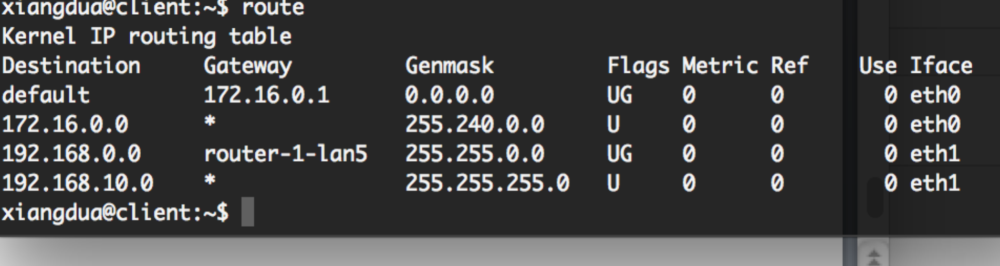 xiangdua@client:~$ route
Kernel IP routing table
Destination     Gateway         Genmask         Flags Metric Ref    Use Iface
default         172.16.0.1      0.0.0.0         UG    0      0        0 eth0
172.16.0.0      *               255.240.0.0     U     0      0        0 eth0
192.168.0.0     router-1-lan5   255.255.0.0     UG    0      0        0 eth1
192.168.10.0    *               255.255.255.0   U     0      0        0 eth1
xiangdua@client:~$